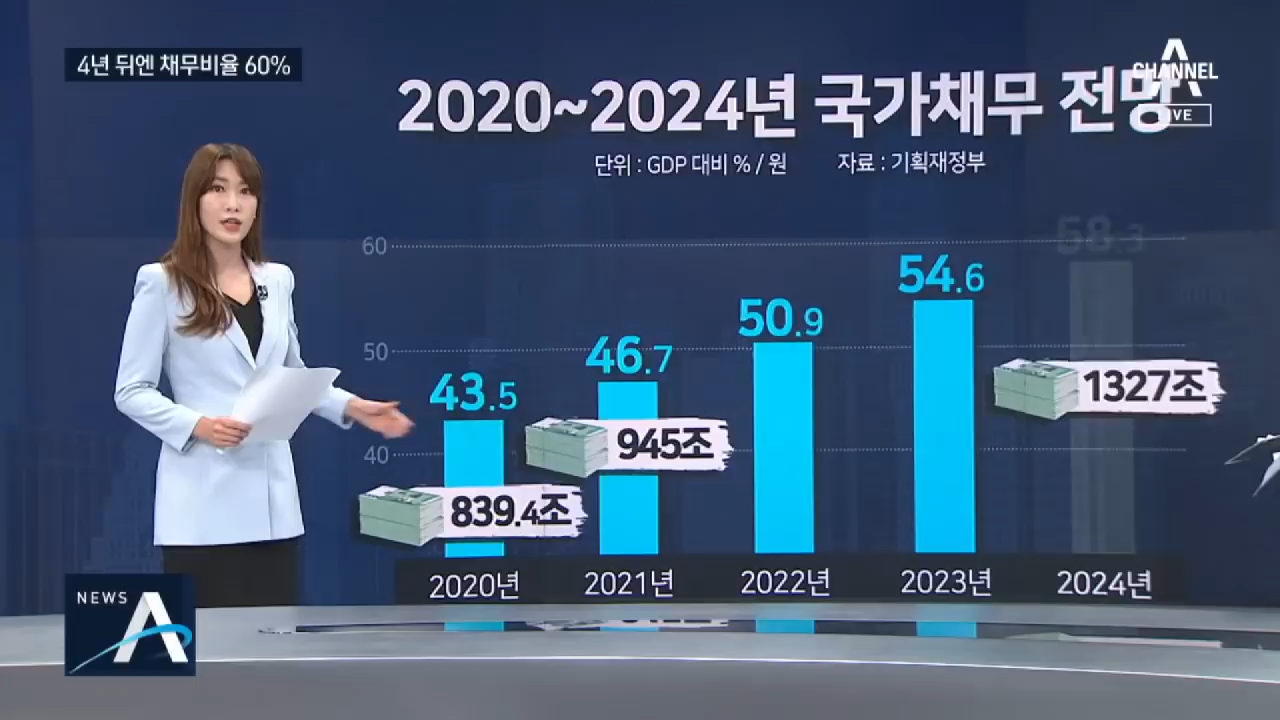 4년 뒤엔 채무비율 60%
CHANNEL
LIVE
2020~2024년 국가채무 전망
단위 : GDP 대비 % / 원 자료 : 기획재정부
60
58.3
54.6
50.9
50
46.7
1327조
43.5
945조
40
839.4조
2020년 2021년 2022년 2023년 2024년
NEWS A